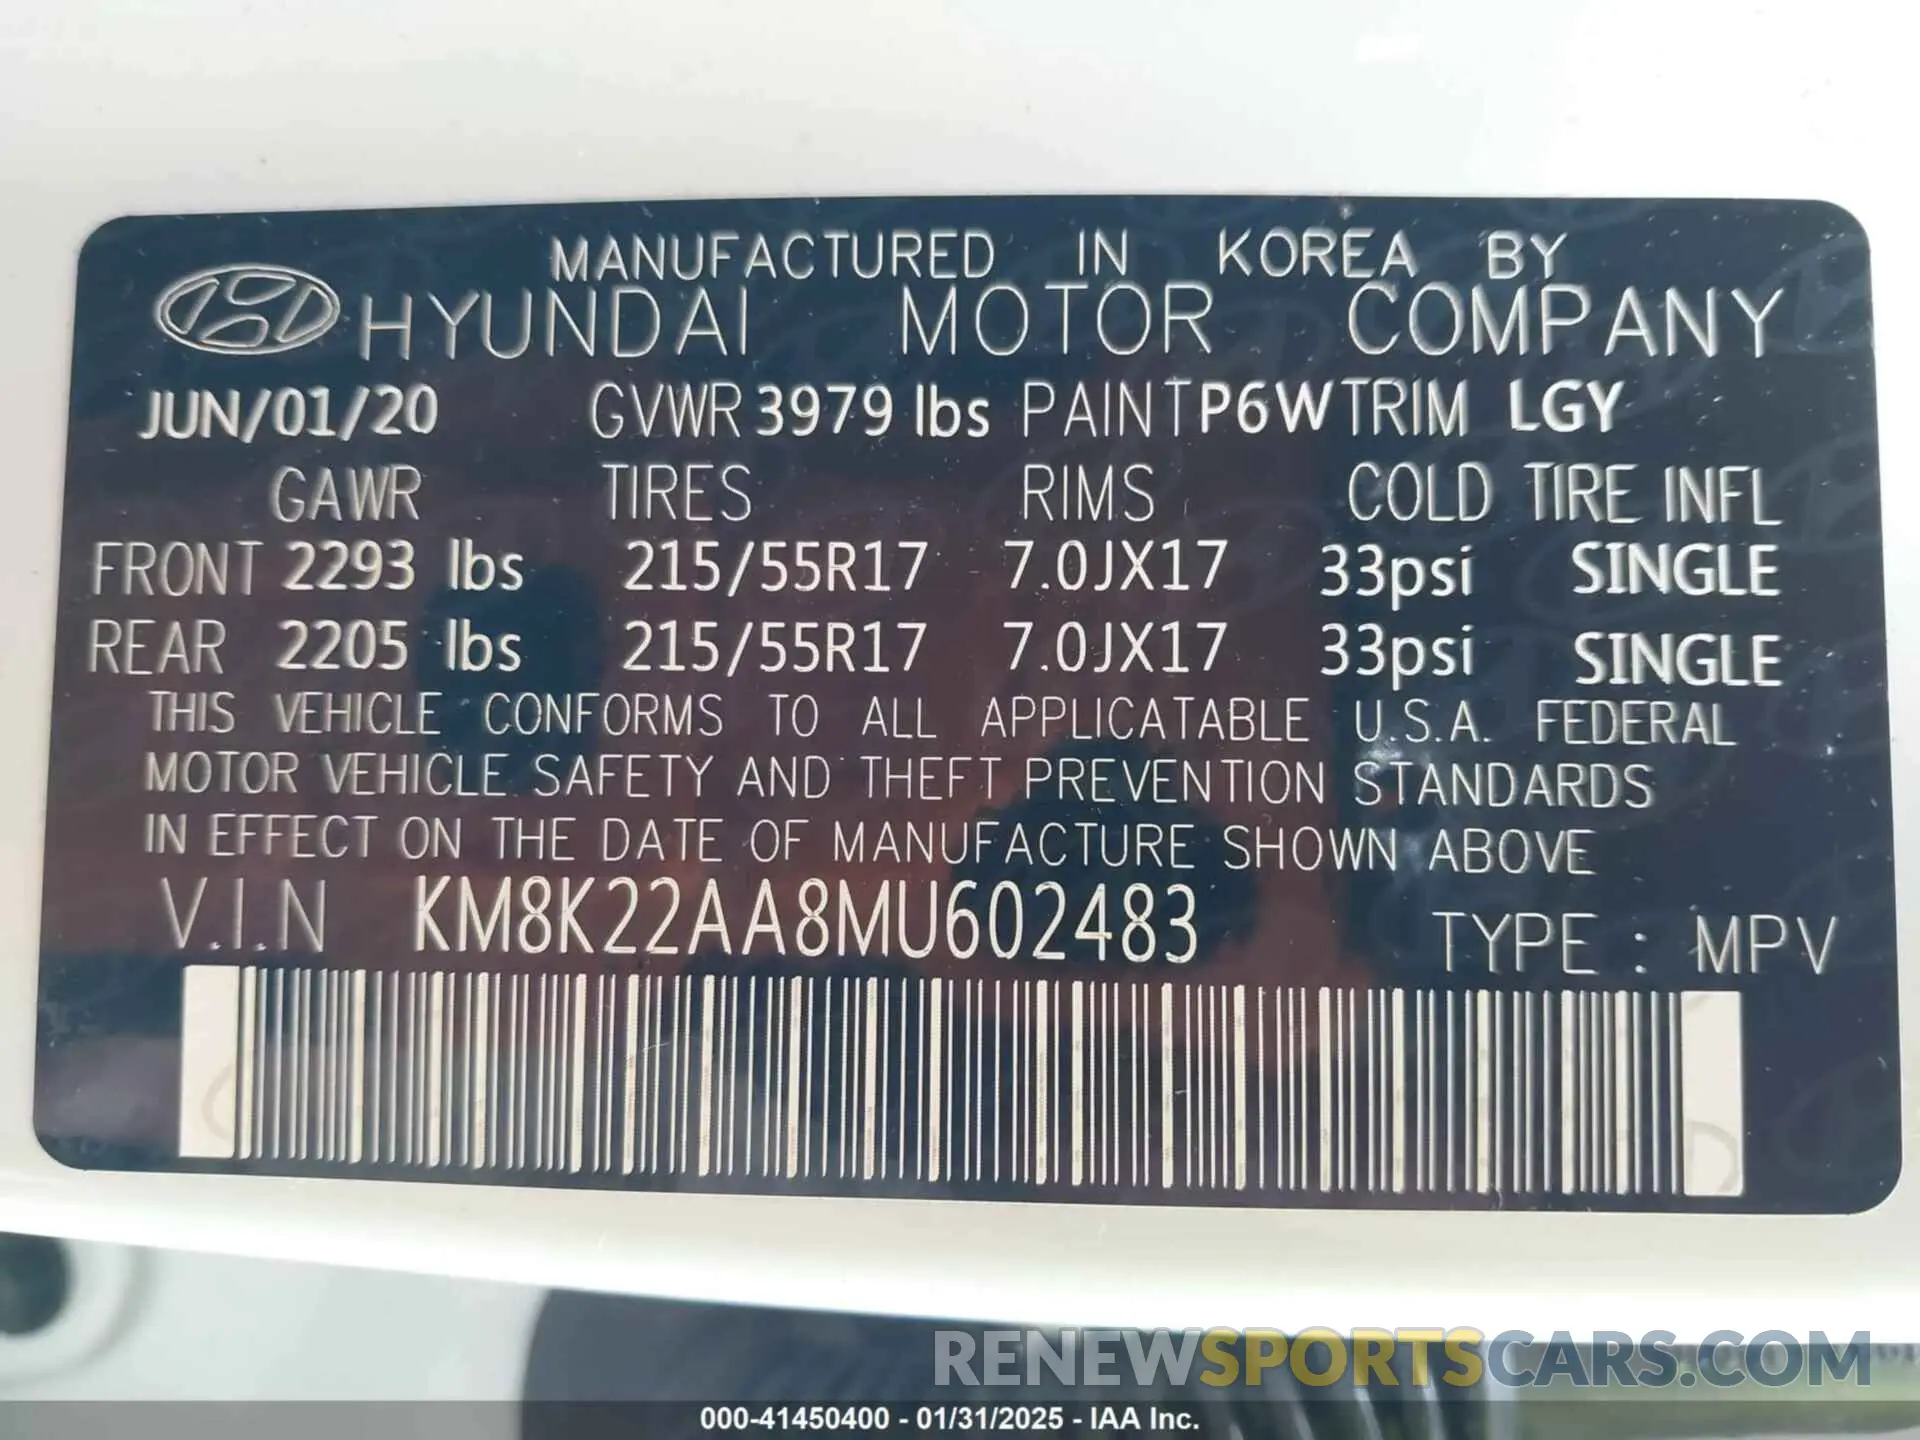 MANUFACTURED IN KOREA BY
HYUNDAI MOTOR COMPANY
JUN/01/20 GVWR 3979 lbs PAINT P6W TRIM LGY
GAWR TIRES RIMS COLD TIRE INFL
FRONT 2293 lbs 215/55R17 7.0JX17 33psi SINGLE
REAR 2205 lbs 215/55R17 7.0JX17 33psi SINGLE
THIS VEHICLE CONFORMS TO ALL APPLICATABLE U.S.A. FEDERAL
MOTOR VEHICLE SAFETY AND THEFT PREVENTION STANDARDS
IN EFFECT ON THE DATE OF MANUFACTURE SHOWN ABOVE
V.I.N KM8K22AA8MU602483 TYPE : MPV
RENEWSPORTSCARS.COM
000-41450400 - 01/31/2025 - IAA Inc.